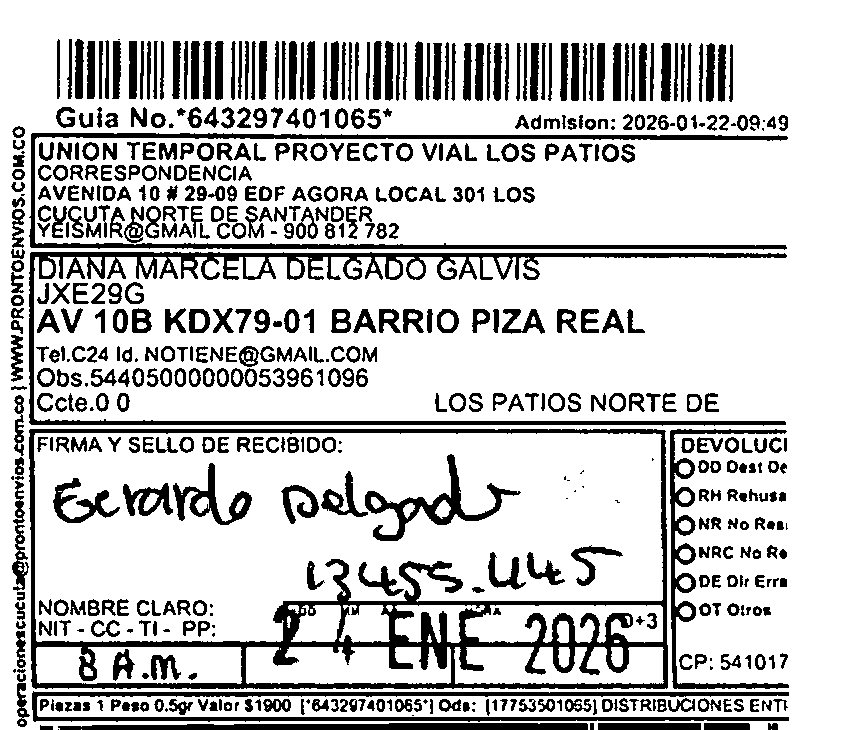 Guia No.*643297401065*
Admision: 2026-01-22-09:49
UNION TEMPORAL PROYECTO VIAL LOS PATIOS
CORRESPONDENCIA
AVENIDA 10 # 29-09 EDF AGORA LOCAL 301 LOS
CUCUTA NORTE DE SANTANDER
YEISMIR@GMAIL COM - 900 812 782
DIANA MARCELA DELGADO GALVIS
JXE29G
AV 10B KDX79-01 BARRIO PIZA REAL
Tel.C24 Id. NOTIENE@GMAIL.COM
Obs.54405000000053961096
Ccte.0 0 LOS PATIOS NORTE DE
FIRMA Y SELLO DE RECIBIDO:
Gerardo Delgado
13455.445
NOMBRE CLARO:
NIT - CC - TI - PP:
HORA
D+3
24 ENE 2026
8 A.m.
DEVOLUCI
DD Dest De
RH Rehusa
NR No Res
NRC No Re
DE Dir Erra
OT Otros
CP: 541017
Piezas 1 Peso 0.5gr Valor $1900 [*643297401065*] Ods: [17753501065] DISTRIBUCIONES ENTR
operacionescucuta@prontoenvios.com.co | WWW.PRONTOENVIOS.COM.CO